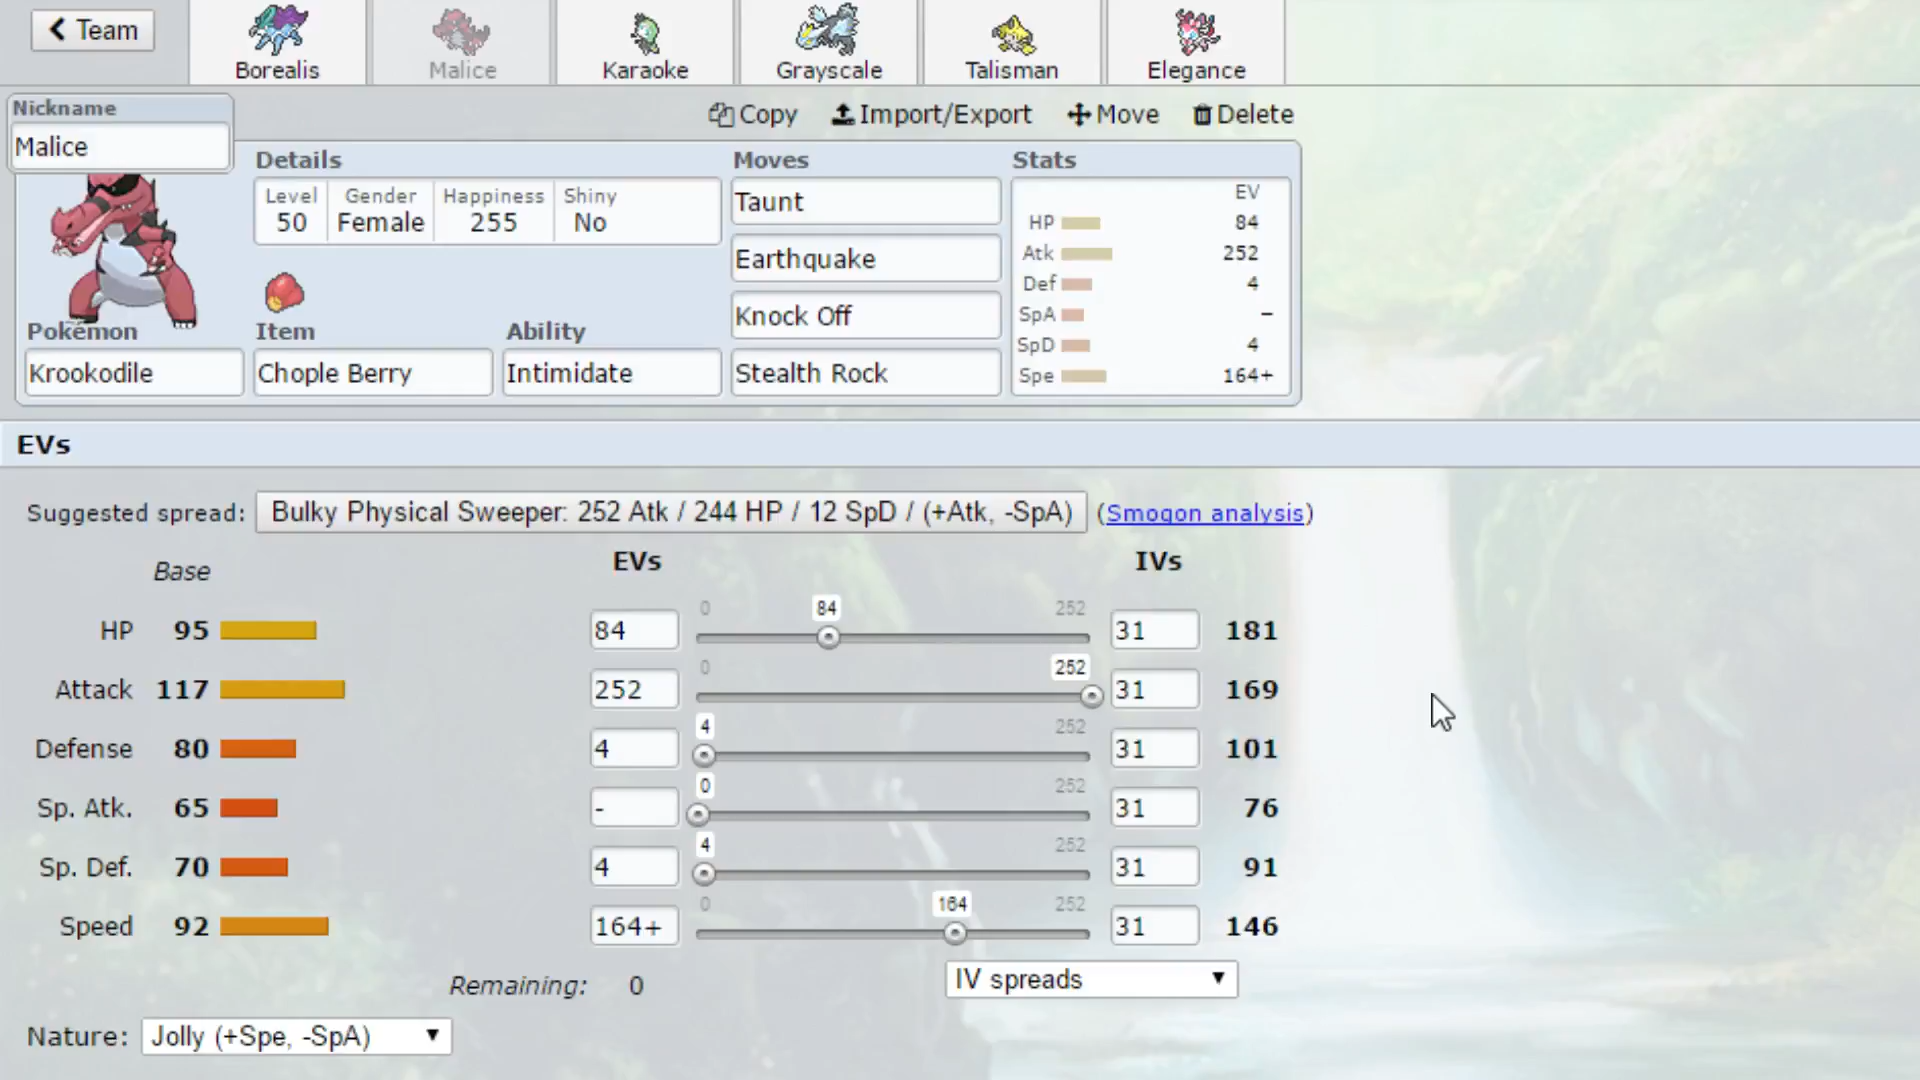 Team
Borealis
Malice
Karaoke
Grayscale
Talisman
Elegance
Nickname
Malice
Copy
Import/Export
Move
Delete
Details
Moves
Stats
Level
Gender
Happiness
Shiny
50
Female
255
No
Taunt
Earthquake
Knock Off
Stealth Rock
EV
HP 84
Atk 252
Def 4
SpA –
SpD 4
Spe 164+
Pokémon
Item
Ability
Krookodile
Chople Berry
Intimidate
EVs
Suggested spread: Bulky Physical Sweeper: 252 Atk / 244 HP / 12 SpD / (+Atk, -SpA) (Smogon analysis)
Base EVs IVs
0 84 252
HP 95 84 31 181
0 252
Attack 117 252 31 169
4 252
Defense 80 4 31 101
0 252
Sp. Atk. 65 - 31 76
4 252
Sp. Def. 70 4 31 91
0 164 252
Speed 92 164+ 31 146
Remaining: 0 IV spreads
Nature: Jolly (+Spe, -SpA)